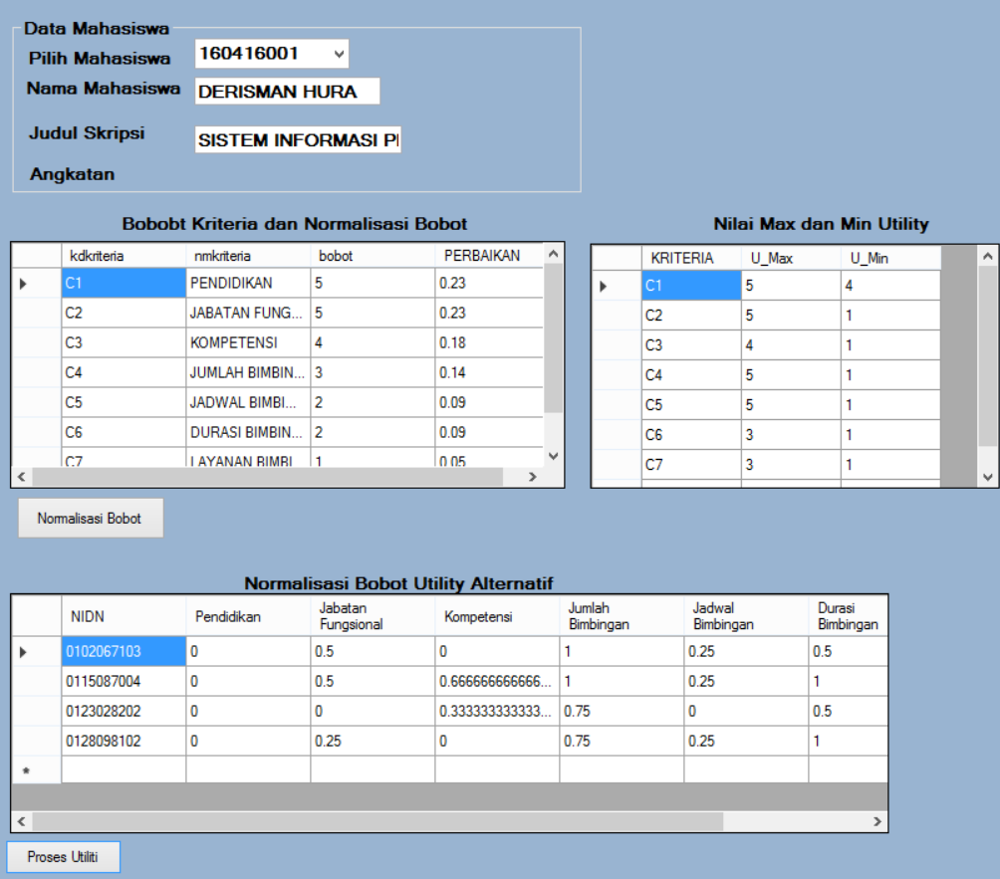 Data Mahasiswa
Pilih Mahasiswa 160416001
Nama Mahasiswa DERISMAN HURA
Judul Skripsi SISTEM INFORMASI PI
Angkatan
Bobobt Kriteria dan Normalisasi Bobot
kdkriteria nmkriteria bobot PERBAIKAN
C1 PENDIDIKAN 5 0.23
C2 JABATAN FUNG... 5 0.23
C3 KOMPETENSI 4 0.18
C4 JUMLAH BIMBIN... 3 0.14
C5 JADWAL BIMBI... 2 0.09
C6 DURASI BIMBIN... 2 0.09
C7 LAYANAN BIMBI... 1 0.05
Normalisasi Bobot
Nilai Max dan Min Utility
KRITERIA U_Max U_Min
C1 5 4
C2 5 1
C3 4 1
C4 5 1
C5 5 1
C6 3 1
C7 3 1
Normalisasi Bobot Utility Alternatif
NIDN Pendidikan Jabatan Fungsional Kompetensi Jumlah Bimbingan Jadwal Bimbingan Durasi Bimbingan
0102067103 0 0.5 0 1 0.25 0.5
0115087004 0 0.5 0.666666666666... 1 0.25 1
0123028202 0 0 0.333333333333... 0.75 0 0.5
0128098102 0 0.25 0 0.75 0.25 1
*
Proses Utiliti